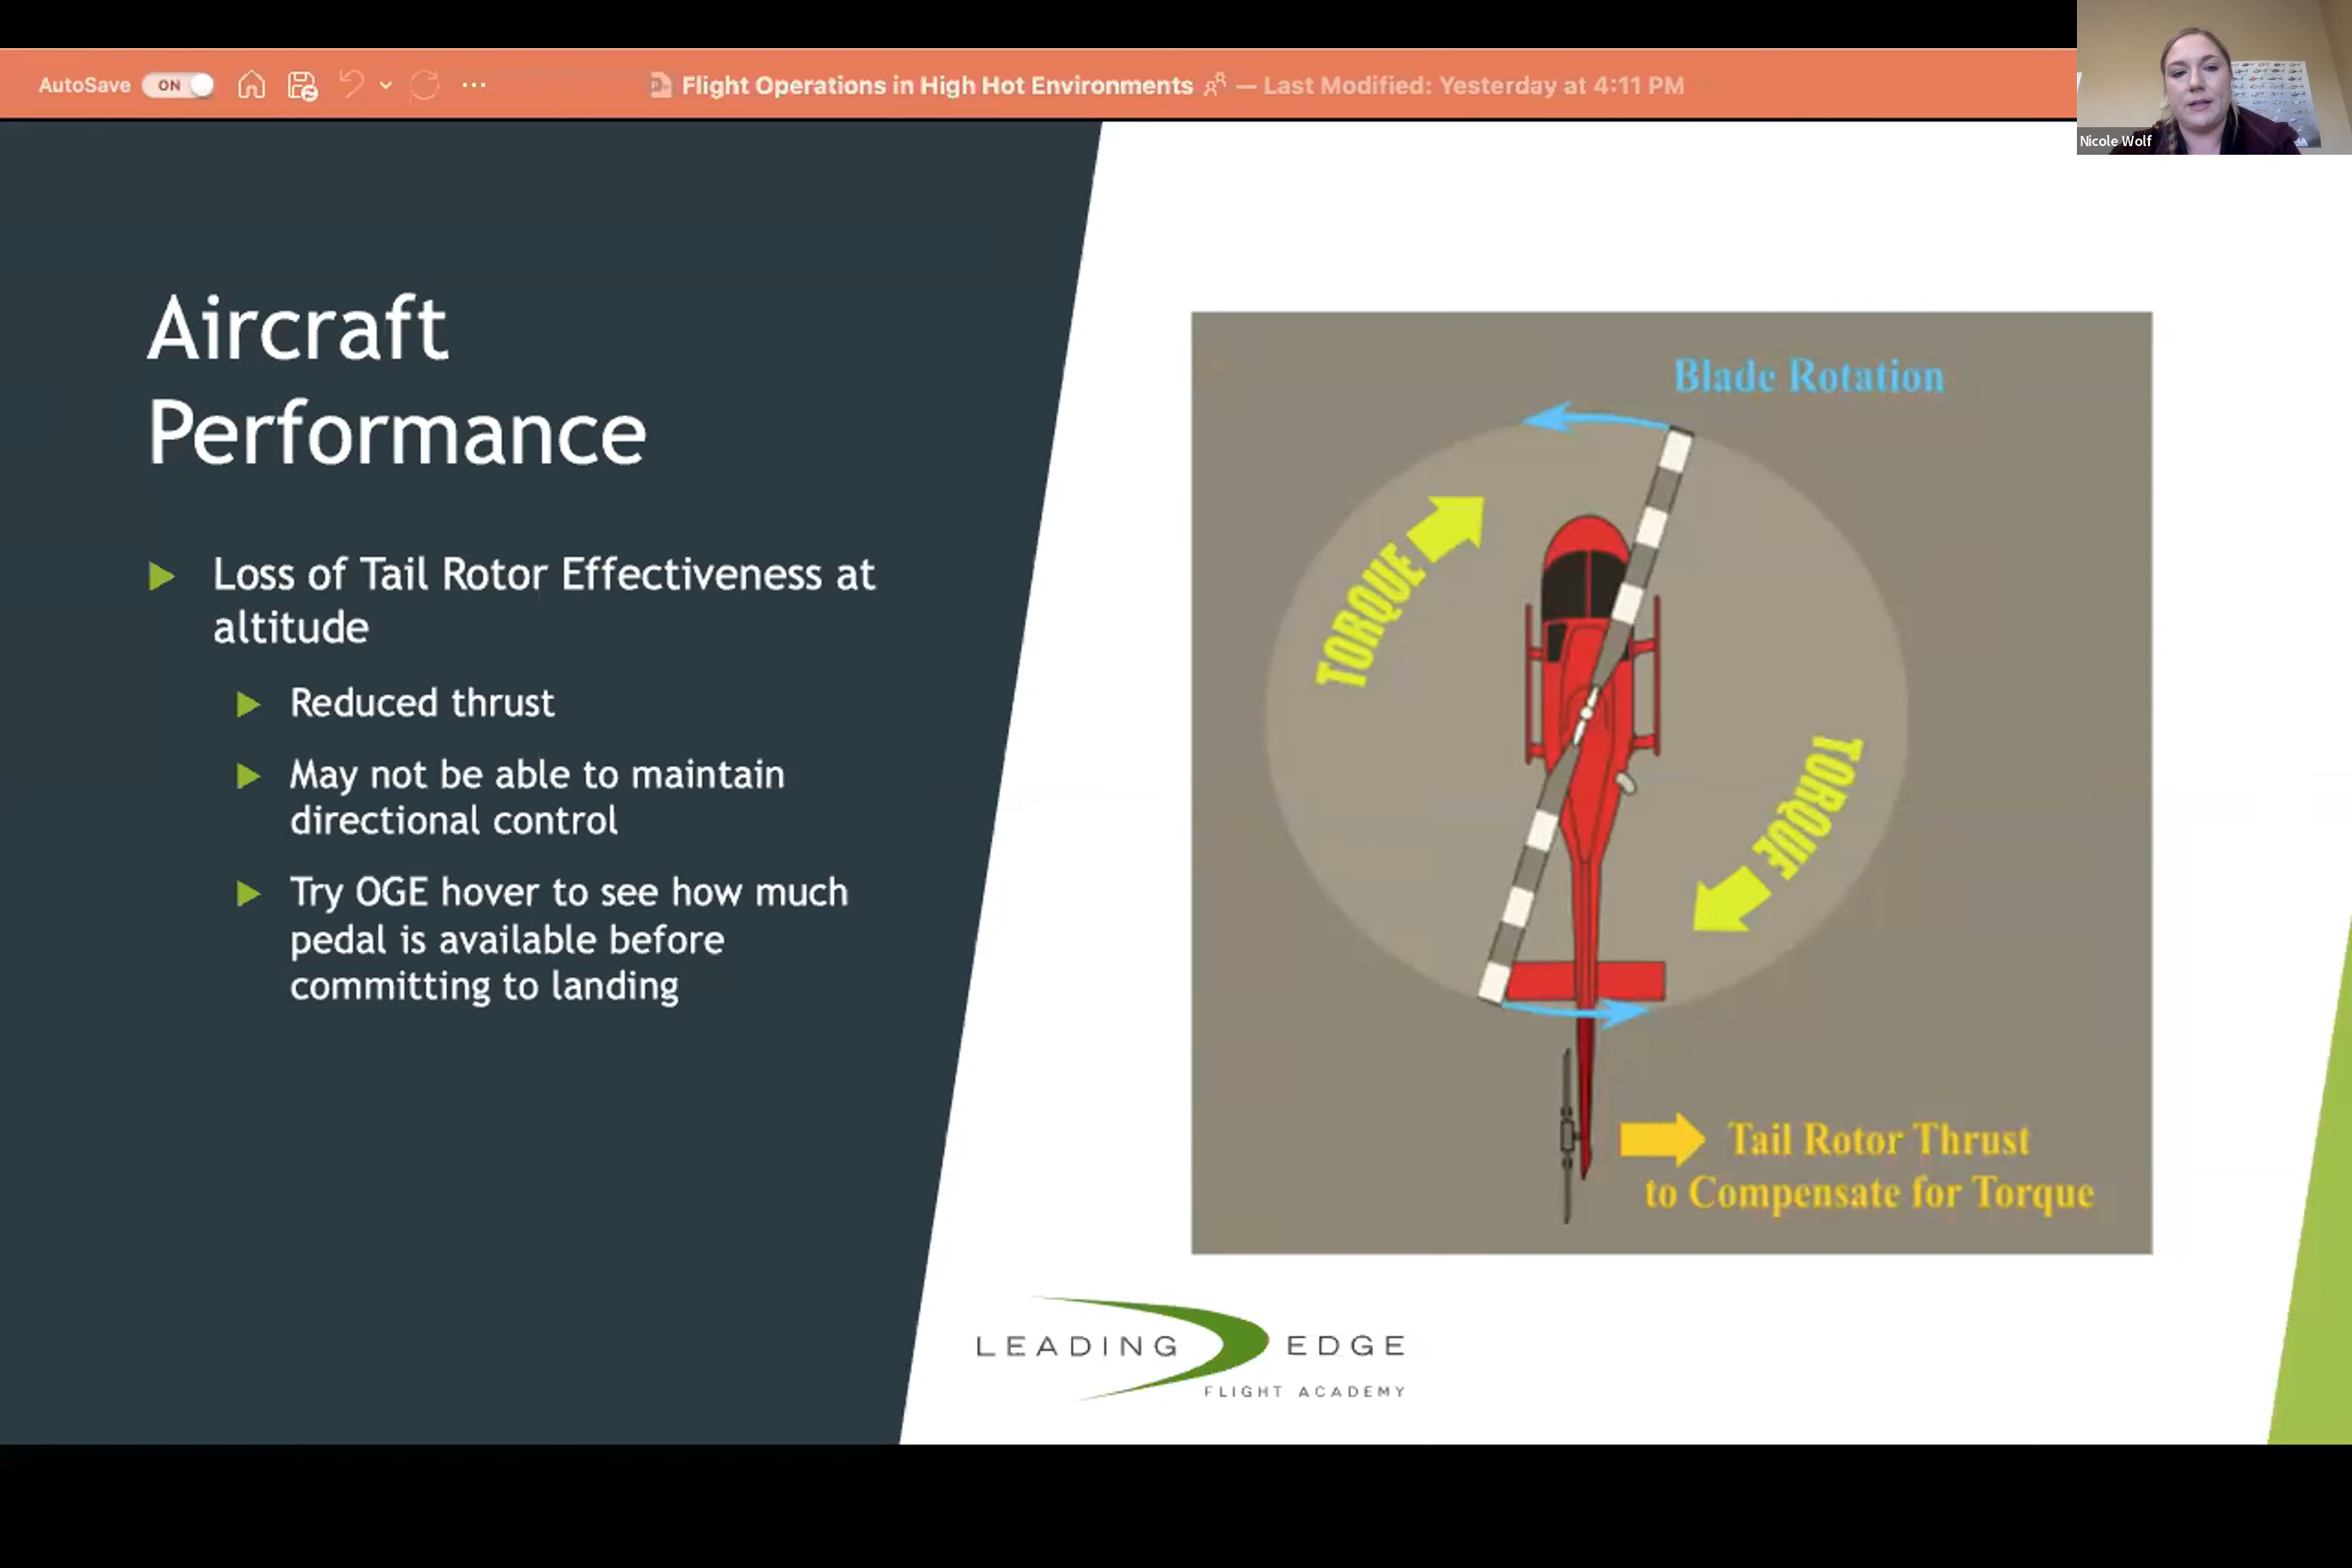 AutoSave ON Flight Operations in High Hot Environments — Last Modified: Yesterday at 4:11 PM
Nicole Wolf
Aircraft
Performance
Loss of Tail Rotor Effectiveness at
altitude
Reduced thrust
May not be able to maintain
directional control
Try OGE hover to see how much
pedal is available before
committing to landing
Blade Rotation
TORQUE
TORQUE
Tail Rotor Thrust
to Compensate for Torque
LEADING EDGE
FLIGHT ACADEMY